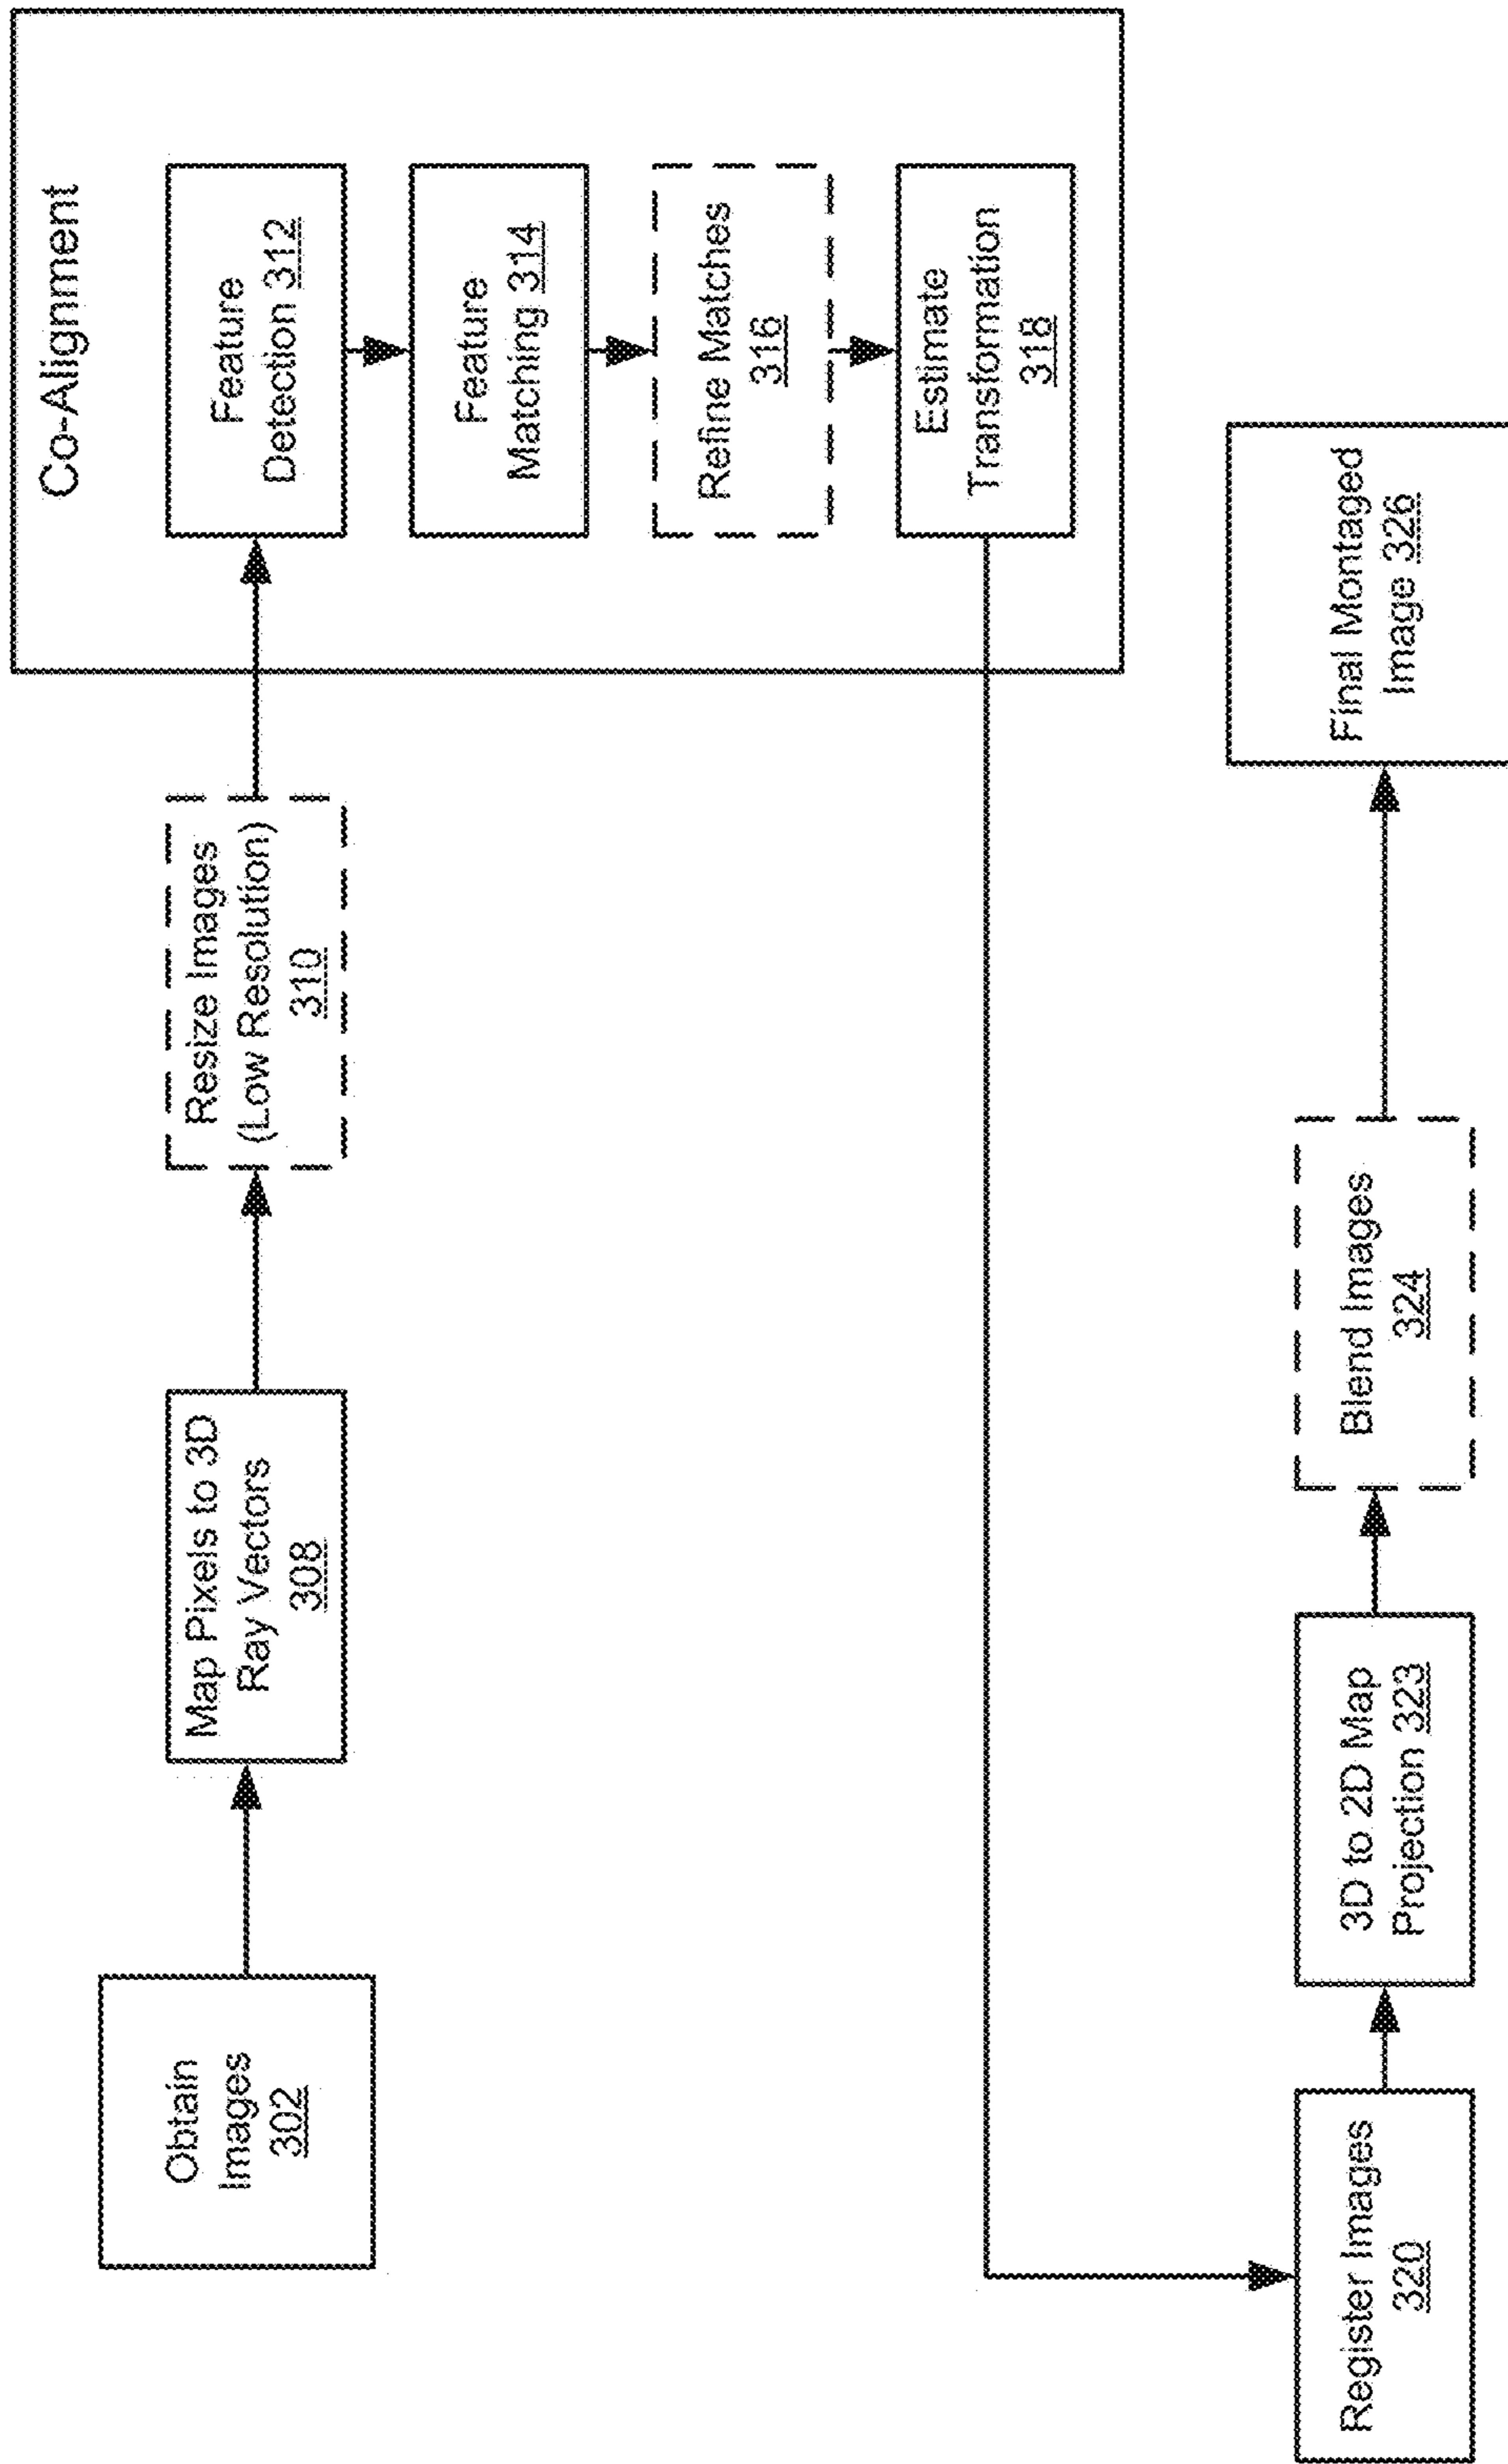 Obtain
Images
302
Map Pixels to 3D
Ray Vectors
308
Resize Images
(Low Resolution)
310
Co-Alignment
Feature
Detection 312
Feature
Matching 314
Refine Matches
316
Estimate
Transformation
318
Register Images
320
3D to 2D Map
Projection 323
Blend Images
324
Final Montaged
Image 326